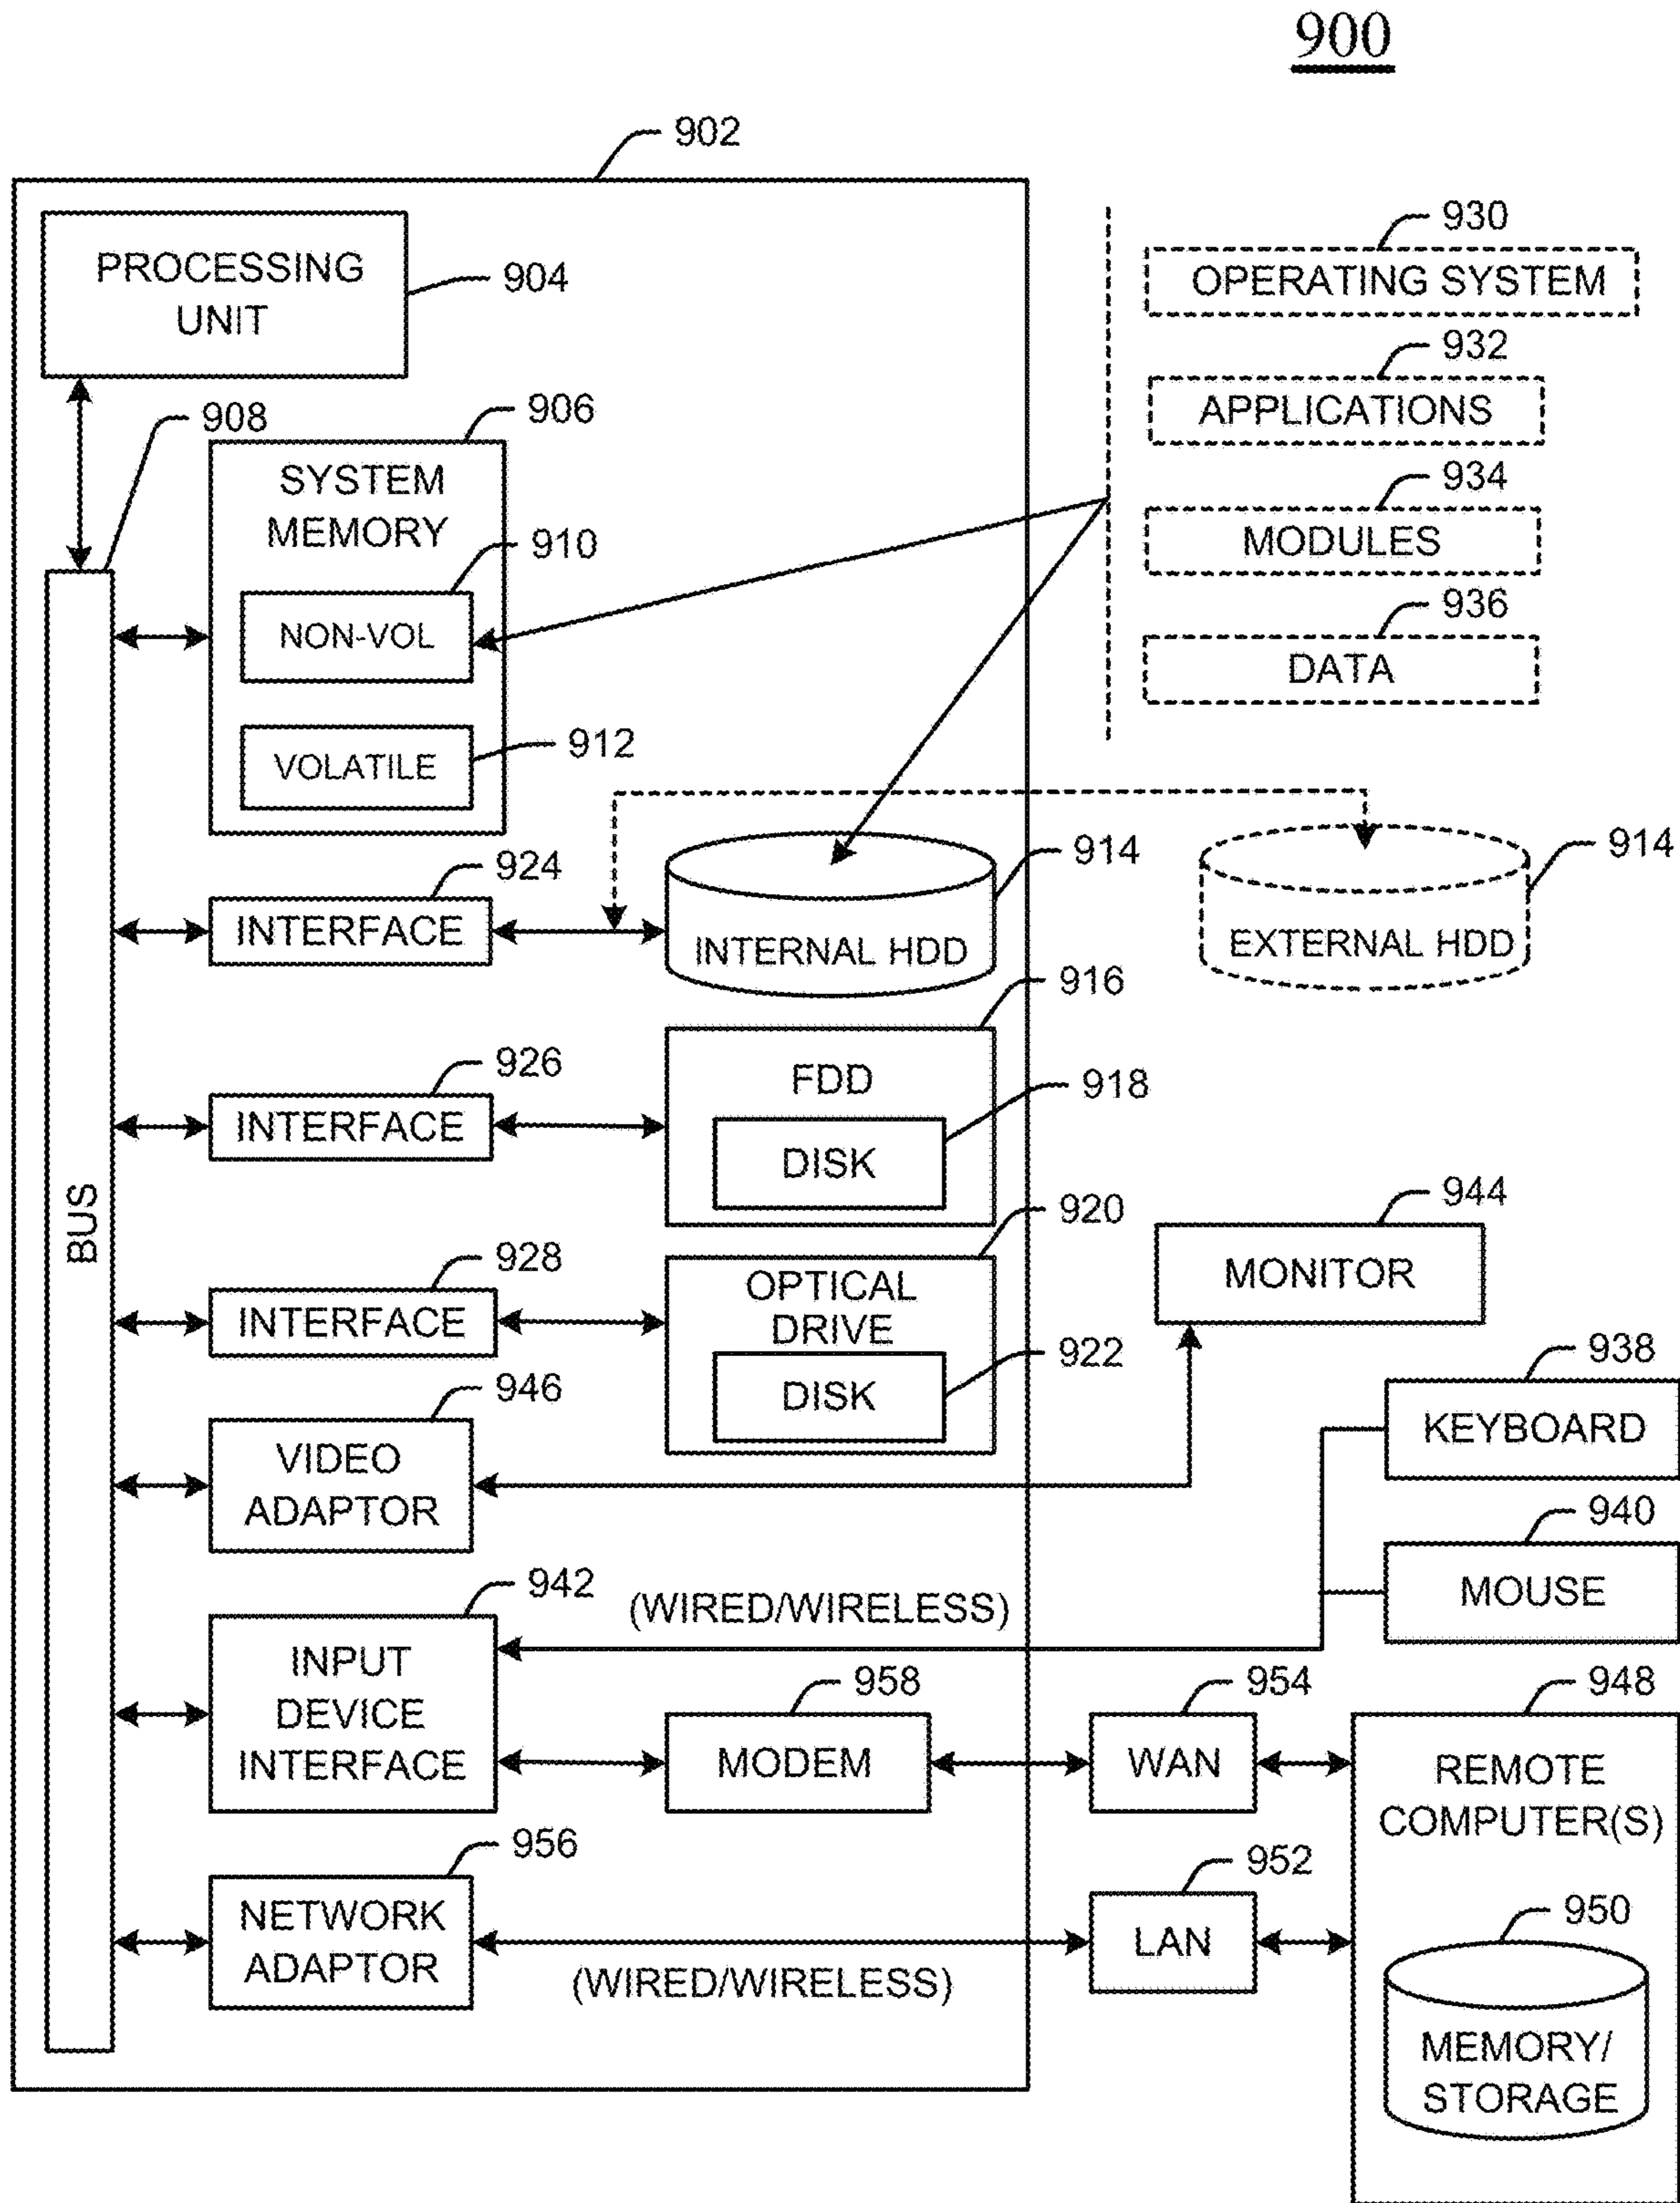 900
902
PROCESSING
UNIT
904
908
906
SYSTEM
MEMORY
910
NON-VOL
912
VOLATILE
930
OPERATING SYSTEM
932
APPLICATIONS
934
MODULES
936
DATA
924
INTERFACE
914
INTERNAL HDD
914
EXTERNAL HDD
916
926
INTERFACE
FDD
918
DISK
BUS
920
928
INTERFACE
OPTICAL
DRIVE
922
DISK
944
MONITOR
946
VIDEO
ADAPTOR
938
KEYBOARD
940
MOUSE
942
(WIRED/WIRELESS)
INPUT
DEVICE
INTERFACE
958
MODEM
954
WAN
948
REMOTE
COMPUTER(S)
956
NETWORK
ADAPTOR
(WIRED/WIRELESS)
952
LAN
950
MEMORY/
STORAGE